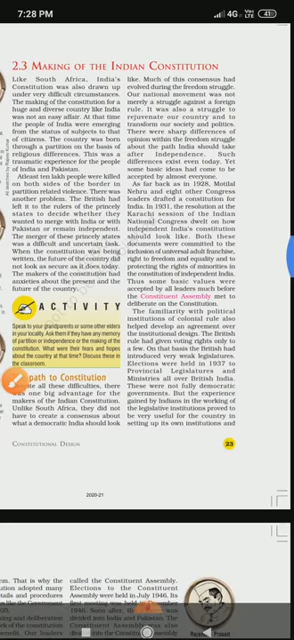 7:28 PM
4G
VoLTE
41
2.3 MAKING OF THE INDIAN CONSTITUTION
Like South Africa, India's
Constitution was also drawn up
under very difficult circumstances.
The making of the constitution for a
huge and diverse country like India
was not an easy affair. At that time
the people of India were emerging
from the status of subjects to that
of citizens. The country was born
through a partition on the basis of
religious differences. This was a
traumatic experience for the people
of India and Pakistan.
Atleast ten lakh people were killed
on both sides of the border in
partition related violence. There was
another problem. The British had
left it to the rulers of the princely
states to decide whether they
wanted to merge with India or with
Pakistan or remain independent.
The merger of these princely states
was a difficult and uncertain task.
When the constitution was being
written, the future of the country did
not look as secure as it does today.
The makers of the constitution had
anxieties about the present and the
future of the country.
ACTIVITY
Speak to your grandparents or some other elders
in your locality. Ask them if they have any memory
of partition or independence or the making of the
constitution. What were their fears and hopes
about the country at that time? Discuss these in
the classroom.
path to Constitution
all these difficulties, there
was one big advantage for the
makers of the Indian Constitution.
Unlike South Africa, they did not
have to create a consensus about
what a democratic India should look
like. Much of this consensus had
evolved during the freedom struggle.
Our national movement was not
merely a struggle against a foreign
rule. It was also a struggle to
rejuvenate our country and to
transform our society and politics.
There were sharp differences of
opinion within the freedom struggle
about the path India should take
after Independence. Such
differences exist even today. Yet
some basic ideas had come to be
accepted by almost everyone.
As far back as in 1928, Motilal
Nehru and eight other Congress
leaders drafted a constitution for
India. In 1931, the resolution at the
Karachi session of the Indian
National Congress dwelt on how
independent India's constitution
should look like. Both these
documents were committed to the
inclusion of universal adult franchise,
right to freedom and equality and to
protecting the rights of minorities in
the constitution of independent India.
Thus some basic values were
accepted by all leaders much before
the Constituent Assembly met to
deliberate on the Constitution.
The familiarity with political
institutions of colonial rule also
helped develop an agreement over
the institutional design. The British
rule had given voting rights only to
a few. On that basis the British had
introduced very weak legislatures.
Elections were held in 1937 to
Provincial Legislatures and
Ministries all over British India.
These were not fully democratic
governments. But the experience
gained by Indians in the working of
the legislative institutions proved to
be very useful for the country in
setting up its own institutions and
CONSTITUTIONAL DESIGN
23
2020-21
em. That is why the
ution adopted many
tails and procedures
called the Constituent Assembly.
Elections to the Constituent
Assembly were held in July 1946. Its